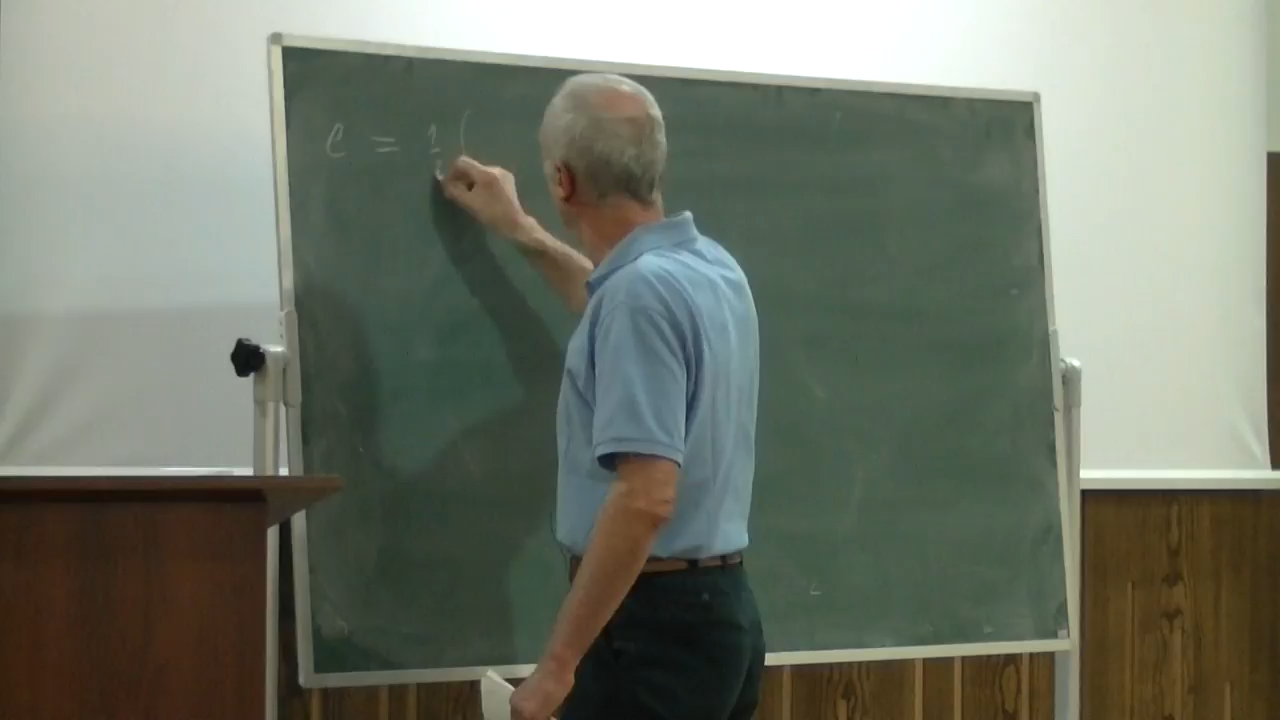 e = 1 (